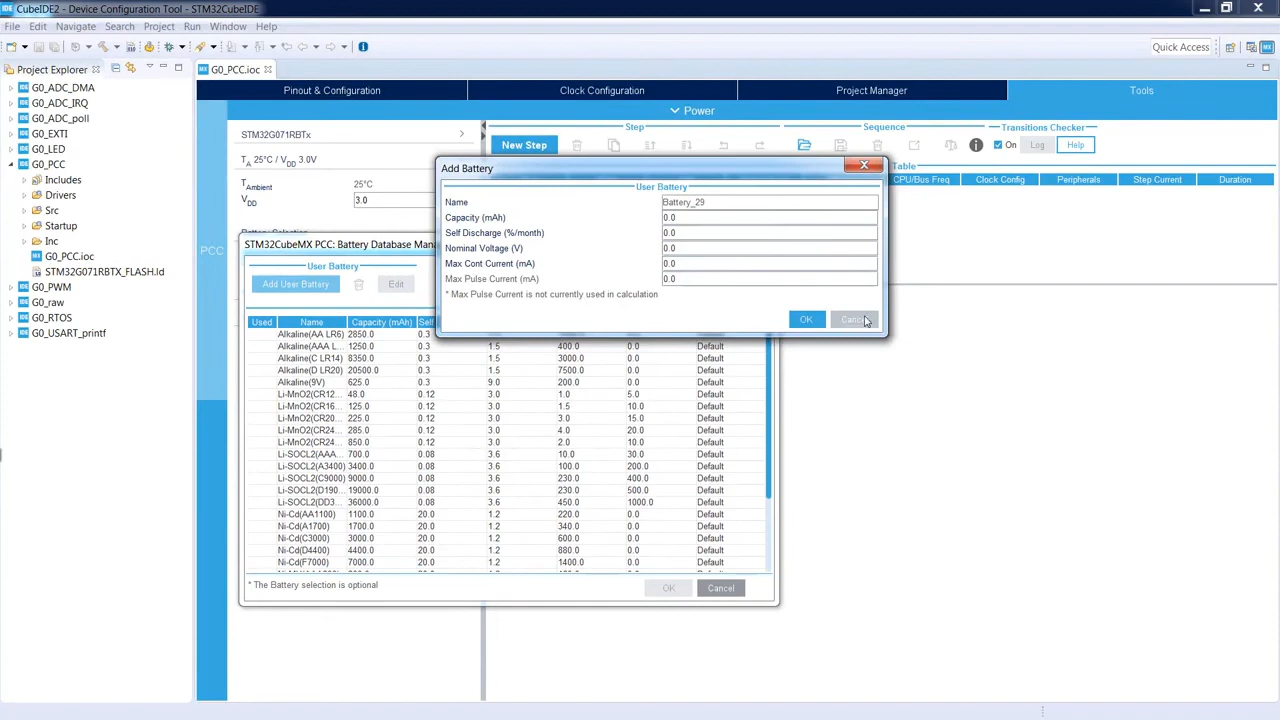 CubeIDE2 - Device Configuration Tool - STM32CubeIDE
File Edit Navigate Search Project Run Window Help
Quick Access
Project Explorer
G0_PCC.ioc
G0_ADC_DMA
G0_ADC_IRQ
G0_ADC_poll
G0_EXTI
G0_LED
G0_PCC
Includes
Drivers
Src
Startup
Inc
G0_PCC.ioc
STM32G071RBTX_FLASH.ld
G0_PWM
G0_raw
G0_RTOS
G0_USART_printf
Pinout & Configuration Clock Configuration Project Manager Tools
Power
PCC
STM32G071RBTx
TA 25°C / VDD 3.0V
TAmbient 25°C
VDD 3.0
Battery Selection
Step Sequence Transitions Checker
New Step On Log Help
Table
CPU/Bus Freq Clock Config Peripherals Step Current Duration
STM32CubeMX PCC: Battery Database Mana
User Battery
Add User Battery Edit
Used Name Capacity (mAh) Self
Alkaline(AA LR6) 2850.0 0.3
Alkaline(AAA L... 1250.0 0.3 1.5 400.0 0.0 Default
Alkaline(C LR14) 8350.0 0.3 1.5 3000.0 0.0 Default
Alkaline(D LR20) 20500.0 0.3 1.5 7500.0 0.0 Default
Alkaline(9V) 625.0 0.3 9.0 200.0 0.0 Default
Li-MnO2(CR12... 48.0 0.12 3.0 1.0 5.0 Default
Li-MnO2(CR16... 125.0 0.12 3.0 1.5 10.0 Default
Li-MnO2(CR20... 225.0 0.12 3.0 3.0 15.0 Default
Li-MnO2(CR24... 285.0 0.12 3.0 4.0 20.0 Default
Li-MnO2(CR24... 850.0 0.12 3.0 2.0 10.0 Default
Li-SOCL2(AAA... 700.0 0.08 3.6 10.0 30.0 Default
Li-SOCL2(A3400) 3400.0 0.08 3.6 100.0 200.0 Default
Li-SOCL2(C9000) 9000.0 0.08 3.6 230.0 400.0 Default
Li-SOCL2(D190... 19000.0 0.08 3.6 230.0 500.0 Default
Li-SOCL2(DD3... 36000.0 0.08 3.6 450.0 1000.0 Default
Ni-Cd(AA1100) 1100.0 20.0 1.2 220.0 0.0 Default
Ni-Cd(A1700) 1700.0 20.0 1.2 340.0 0.0 Default
Ni-Cd(C3000) 3000.0 20.0 1.2 600.0 0.0 Default
Ni-Cd(D4400) 4400.0 20.0 1.2 880.0 0.0 Default
Ni-Cd(F7000) 7000.0 20.0 1.2 1400.0 0.0 Default
* The Battery selection is optional
OK Cancel
Add Battery
User Battery
Name Battery_29
Capacity (mAh) 0.0
Self Discharge (%/month) 0.0
Nominal Voltage (V) 0.0
Max Cont Current (mA) 0.0
Max Pulse Current (mA) 0.0
* Max Pulse Current is not currently used in calculation
OK Cancel